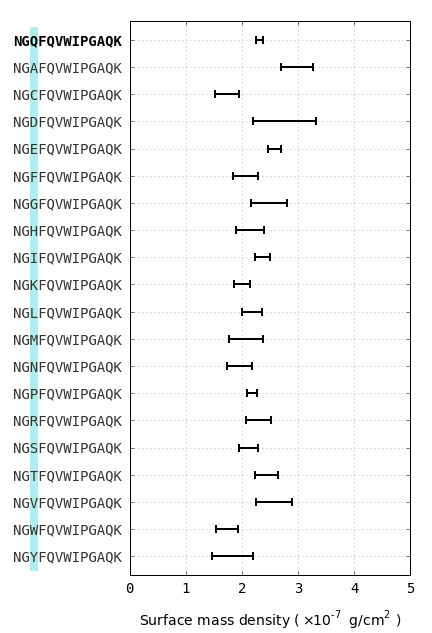 NGQFQVWIPGAQK
NGAFQVWIPGAQK
NGCFQVWIPGAQK
NGDFQVWIPGAQK
NGEFQVWIPGAQK
NGFFQVWIPGAQK
NGGFQVWIPGAQK
NGHFQVWIPGAQK
NGIFQVWIPGAQK
NGKFQVWIPGAQK
NGLFQVWIPGAQK
NGMFQVWIPGAQK
NGNFQVWIPGAQK
NGPFQVWIPGAQK
NGRFQVWIPGAQK
NGSFQVWIPGAQK
NGTFQVWIPGAQK
NGVFQVWIPGAQK
NGWFQVWIPGAQK
NGYFQVWIPGAQK
0 1 2 3 4 5
Surface mass density ( ×10⁻⁷ g/cm² )